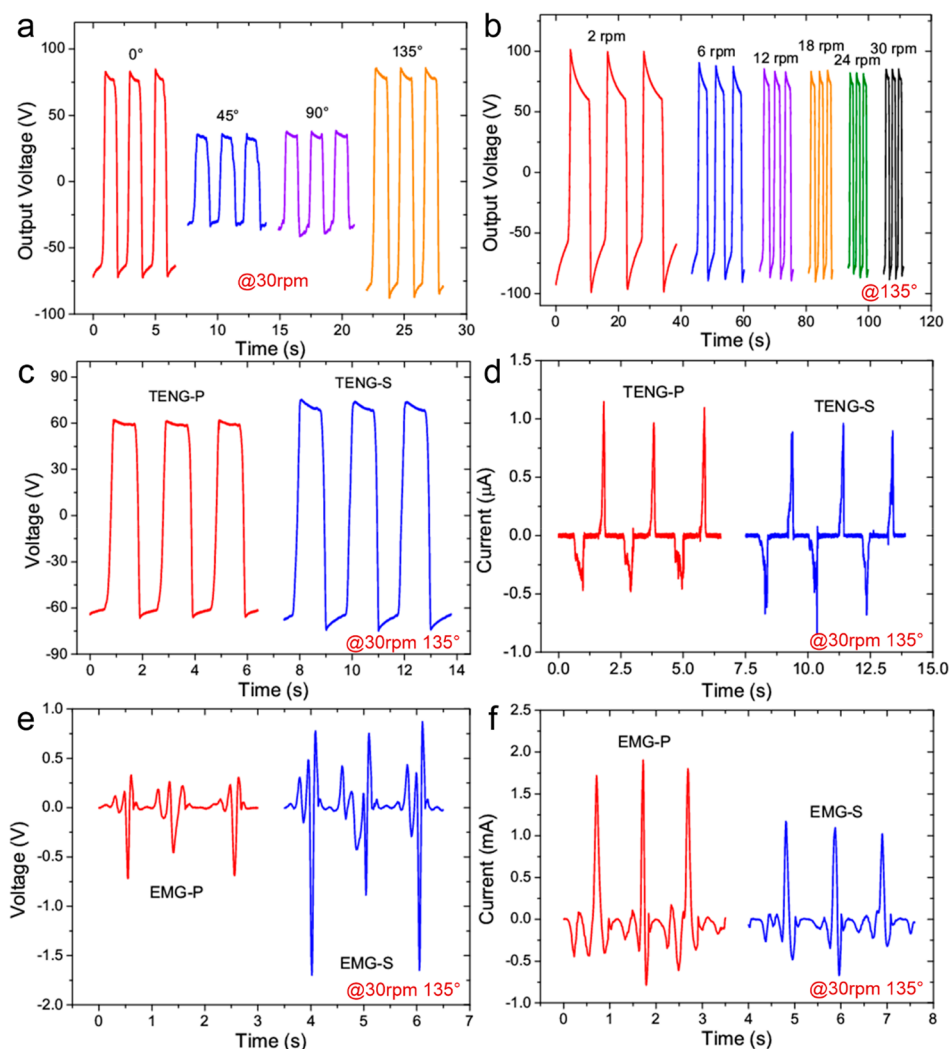 a
0°
45°
90°
135°
@30rpm
Output Voltage (V)
100
50
0
-50
-100
0
5
10
15
20
25
30
Time (s)
b
2 rpm
6 rpm
12 rpm
18 rpm
24 rpm
30 rpm
@135°
Output Voltage (V)
100
50
0
-50
-100
0
20
40
60
80
100
120
Time (s)
c
TENG-P
TENG-S
@30rpm 135°
Voltage (V)
90
60
30
0
-30
-60
-90
0
2
4
6
8
10
12
14
Time (s)
d
TENG-P
TENG-S
@30rpm 135°
Current (μA)
1.5
1.0
0.5
0.0
-0.5
-1.0
0.0
2.5
5.0
7.5
10.0
12.5
15.0
Time (s)
e
EMG-P
EMG-S
@30rpm 135°
Voltage (V)
1.0
0.5
0.0
-0.5
-1.0
-1.5
-2.0
0
1
2
3
4
5
6
7
Time (s)
f
EMG-P
EMG-S
@30rpm 135°
Current (mA)
2.5
2.0
1.5
1.0
0.5
0.0
-0.5
-1.0
0
1
2
3
4
5
6
7
8
Time (s)